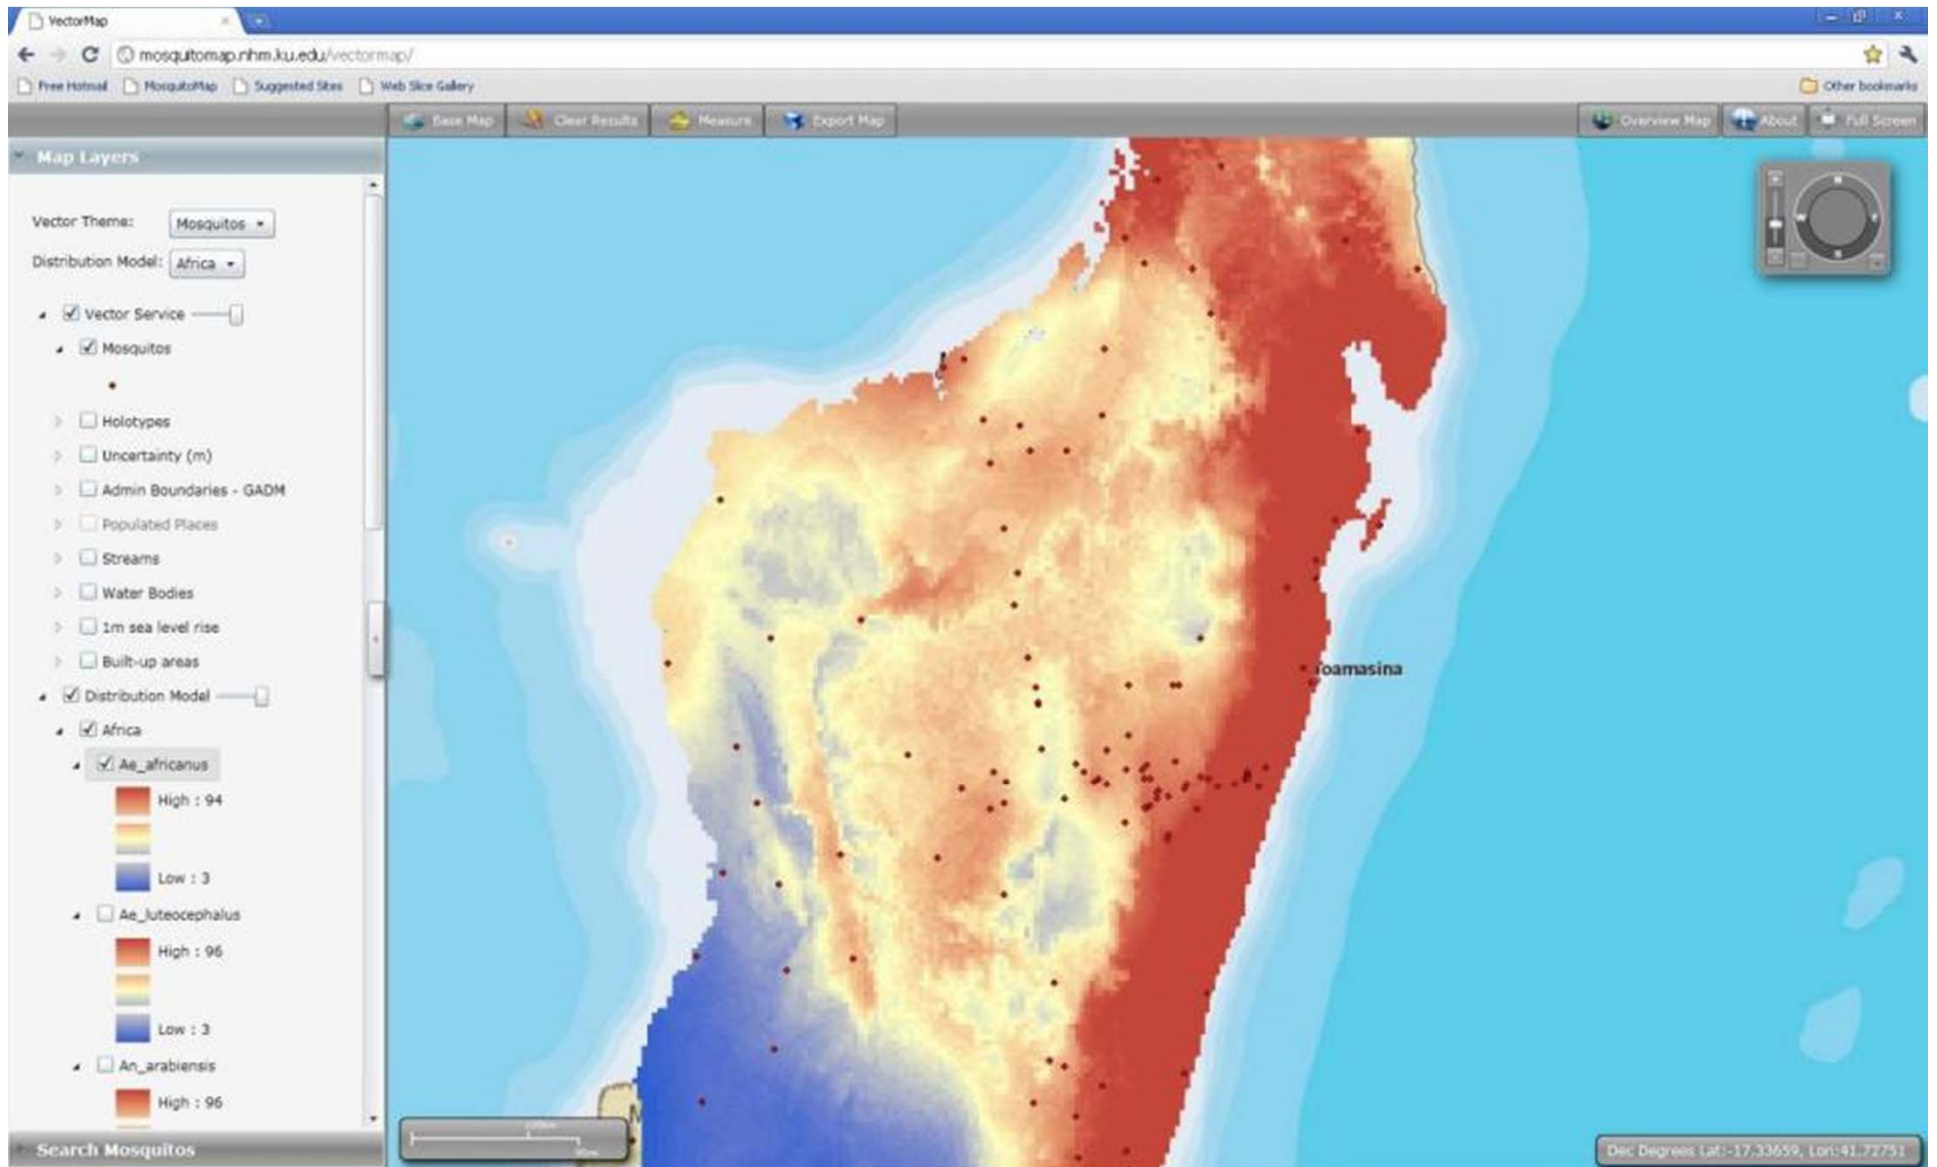 VectorMap
mosquitomap.nhm.ku.edu/vectormap/
Free Hotmail MosquitoMap Suggested Sites Web Slice Gallery Other bookmarks
Base Map Clear Results Measure Export Map Overview Map About Full Screen
Map Layers
Vector Theme: Mosquitos
Distribution Model: Africa
Vector Service
Mosquitos
Holotypes
Uncertainty (m)
Admin Boundaries - GADM
Populated Places
Streams
Water Bodies
1m sea level rise
Built-up areas
Distribution Model
Africa
Ae_africanus
High : 94
Low : 3
Ae_luteocephalus
High : 96
Low : 3
An_arabiensis
High : 96
Search Mosquitos
Toamasina
Dec Degrees Lat:-17.33659, Lon:41.72751